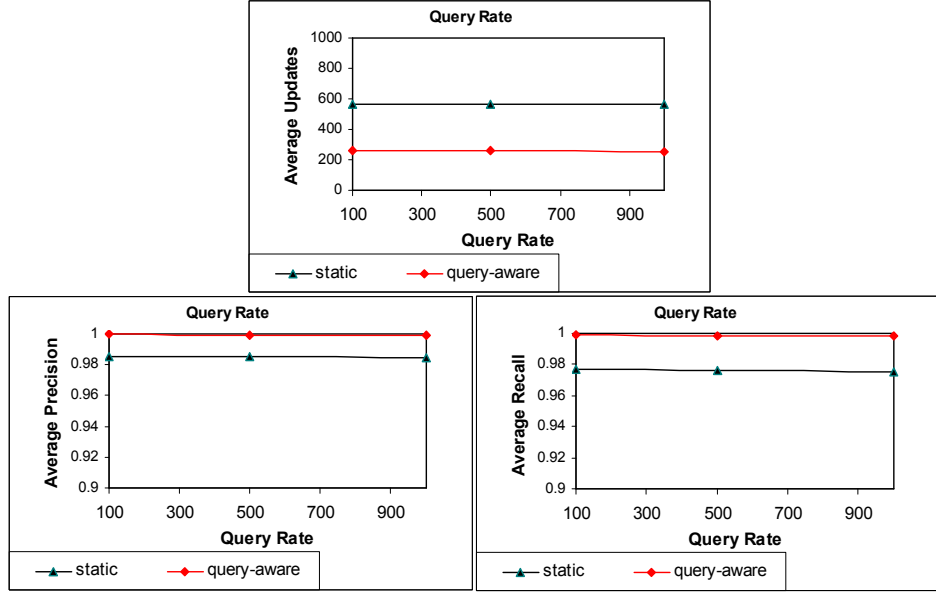 Query Rate
Average Updates
1000
800
600
400
200
0
100 300 500 700 900
Query Rate
static query-aware
Query Rate
Average Precision
1
0.98
0.96
0.94
0.92
0.9
100 300 500 700 900
Query Rate
static query-aware
Query Rate
Average Recall
1
0.98
0.96
0.94
0.92
0.9
100 300 500 700 900
Query Rate
static query-aware